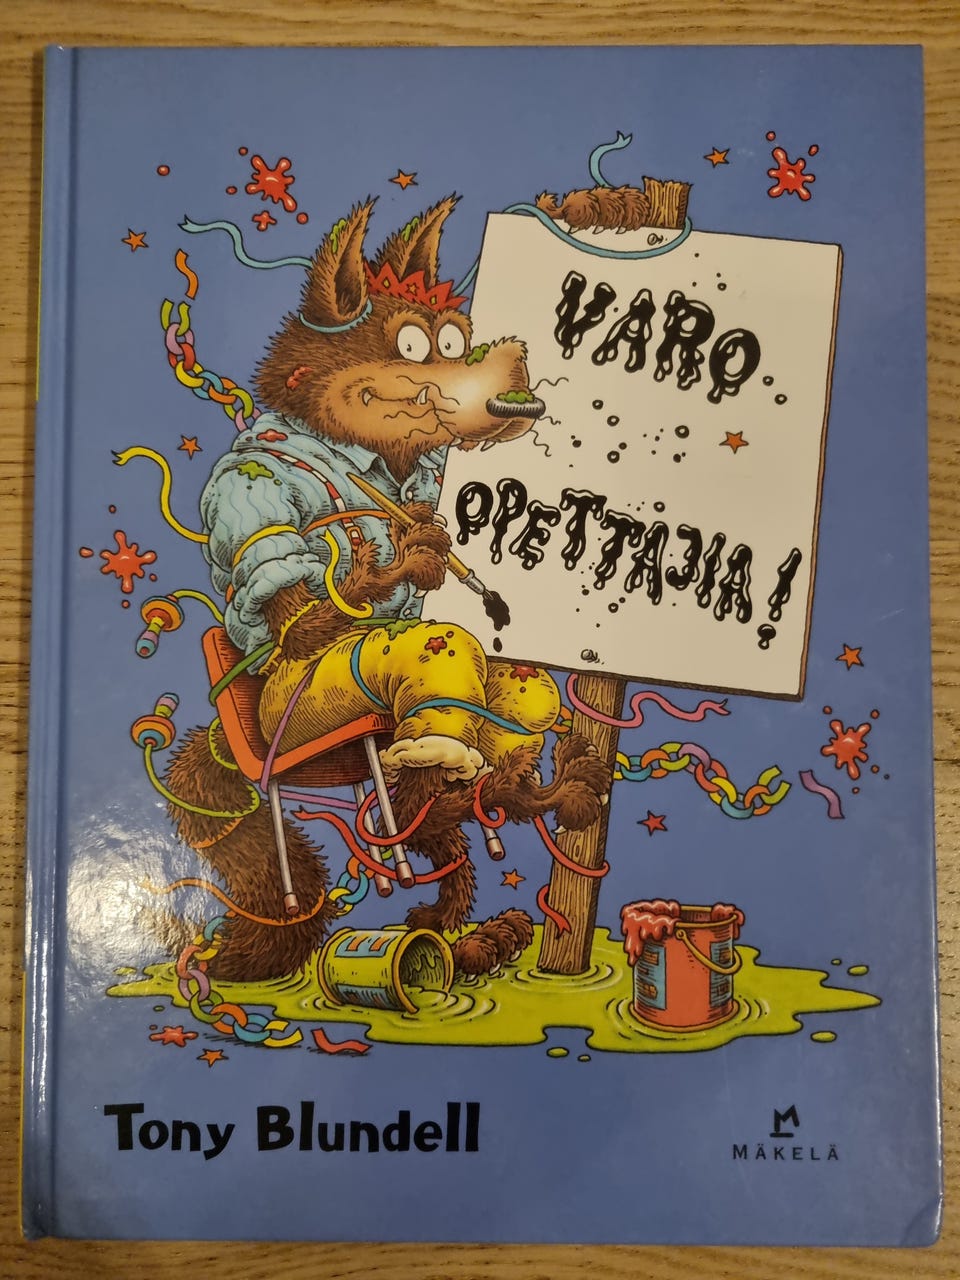 VARO
OPETTAJIA!
Tony Blundell
M
MÄKELÄ